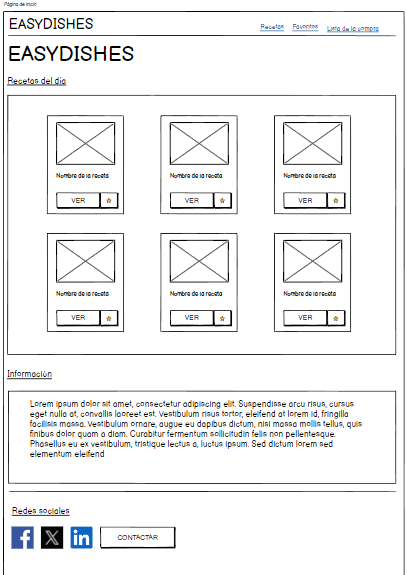 Página de inicio
EASYDISHES
Recetas Favoritos Lista de la compra
EASYDISHES
Recetas del día
Nombre de la receta Nombre de la receta Nombre de la receta
VER VER VER
Nombre de la receta Nombre de la receta Nombre de la receta
VER VER VER
Información
Lorem ipsum dolor sit amet, consectetur adipiscing elit. Suspendisse arcu risus, cursus
eget nulla at, convallis laoreet est. Vestibulum risus tortor, eleifend at lorem id, fringilla
facilisis massa. Vestibulum ornare, augue eu dapibus dictum, nisi massa mollis tellus, quis
finibus dolor quam a diam. Curabitur fermentum sollicitudin felis non pellentesque.
Phasellus eu ex vestibulum, tristique lectus a, luctus ipsum. Sed dictum lorem sed
elementum eleifend
Redes sociales
CONTACTAR